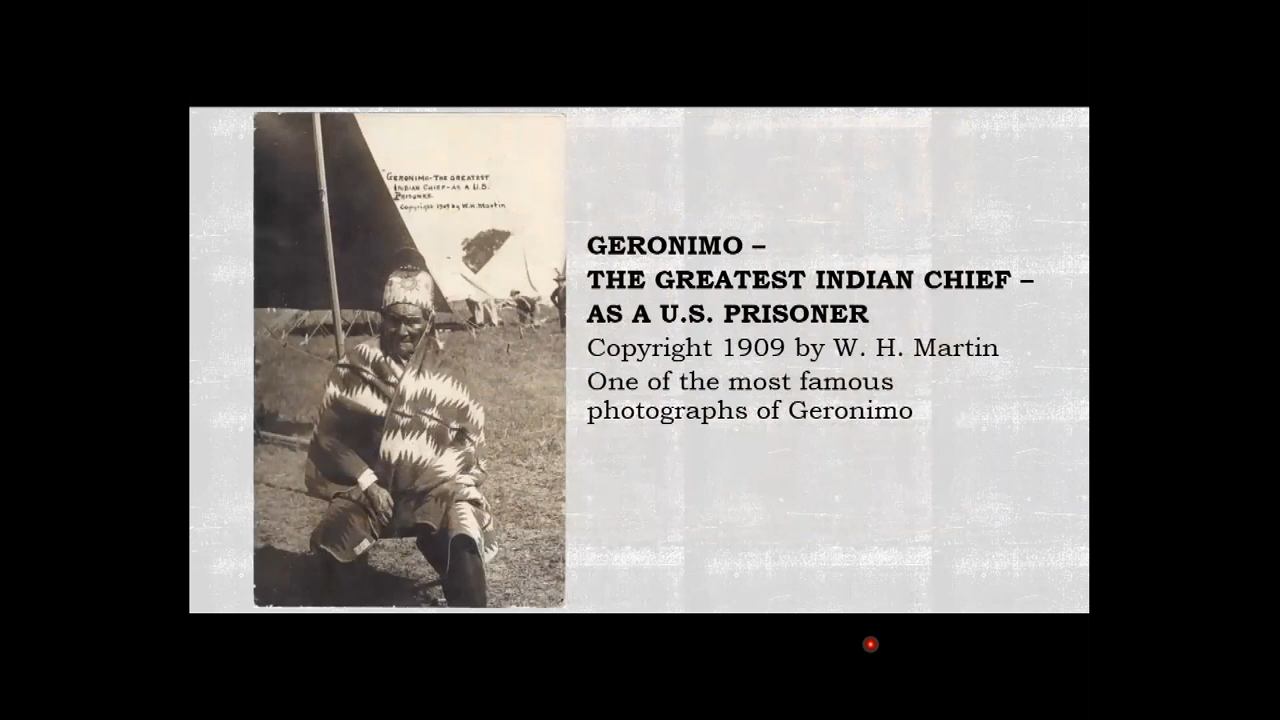 "GERONIMO-THE GREATEST
INDIAN CHIEF-AS A U.S.
PRISONER.
Copyright 1909 by W.H. Martin
GERONIMO –
THE GREATEST INDIAN CHIEF –
AS A U.S. PRISONER
Copyright 1909 by W. H. Martin
One of the most famous
photographs of Geronimo